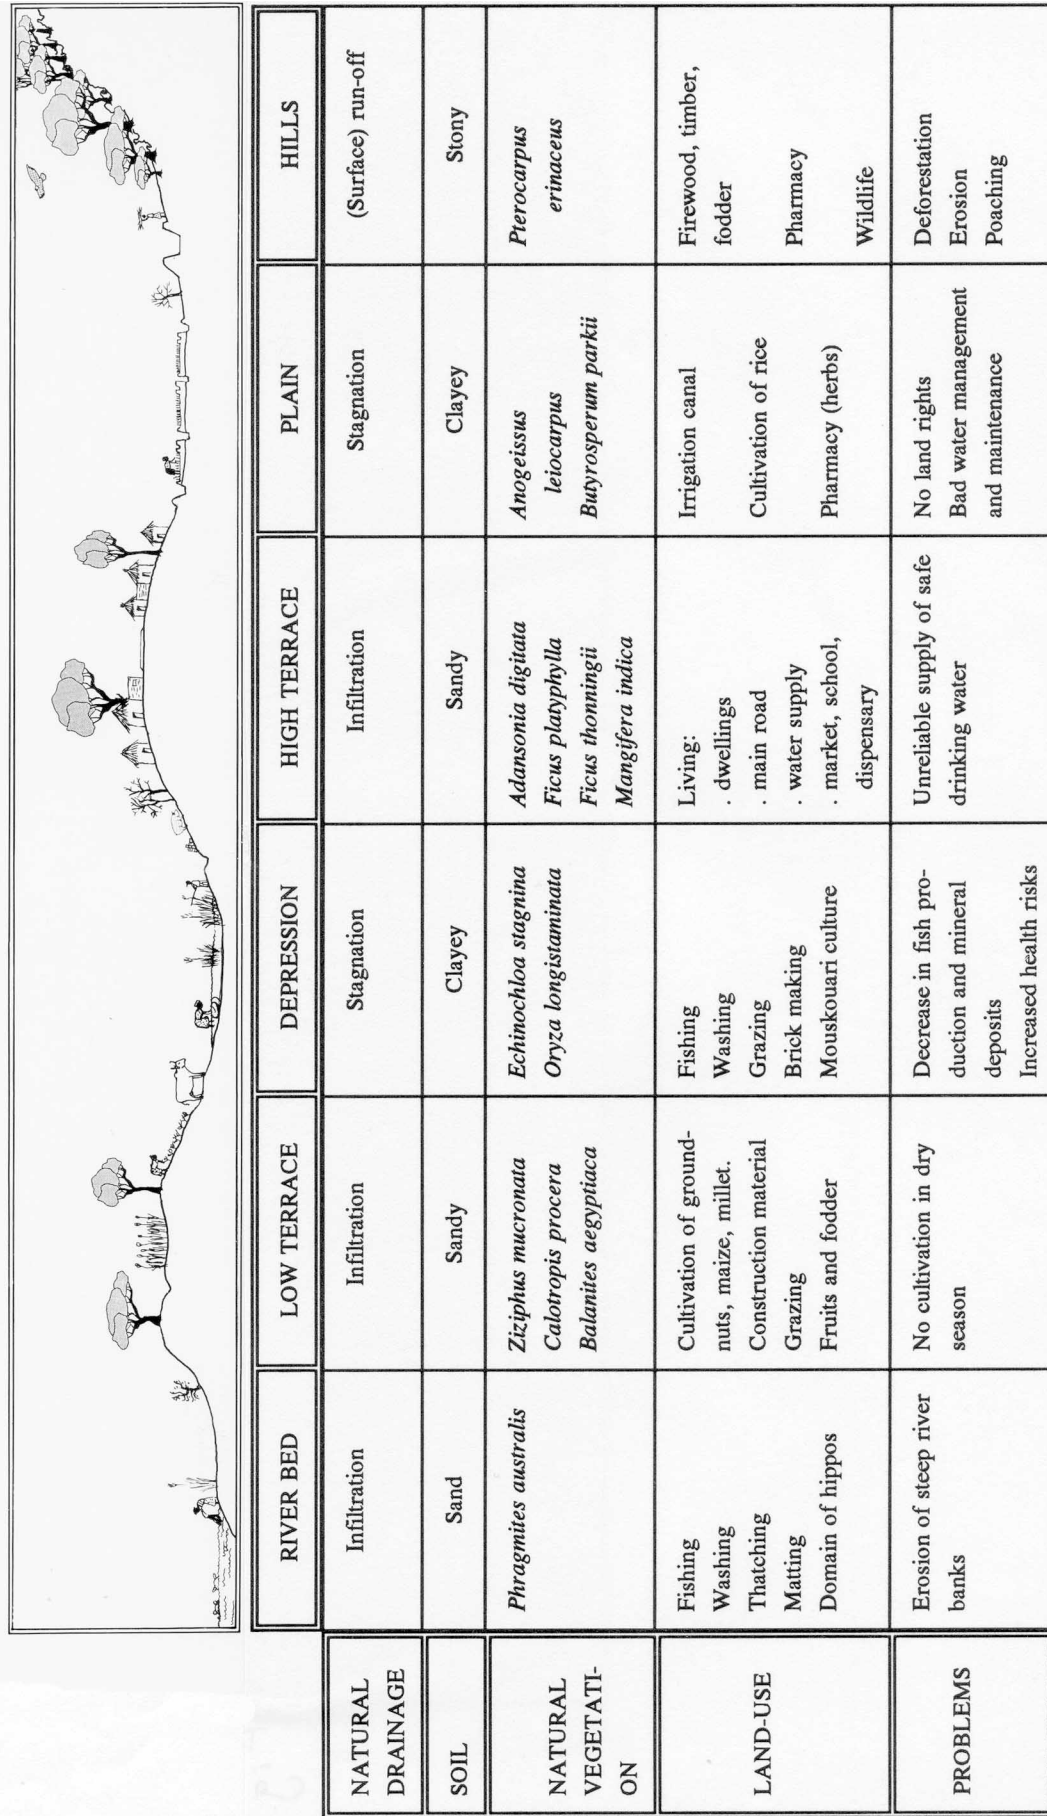 RIVER BED
LOW TERRACE
DEPRESSION
HIGH TERRACE
PLAIN
HILLS
NATURAL
DRAINAGE
Infiltration
Infiltration
Stagnation
Infiltration
Stagnation
(Surface) run-off
SOIL
Sand
Sandy
Clayey
Sandy
Clayey
Stony
NATURAL
VEGETATI-
ON
Phragmites australis
Ziziphus mucronata
Calotropis procera
Balanites aegyptiaca
Echinochloa stagnina
Oryza longistaminata
Adansonia digitata
Ficus platyphylla
Ficus thonningii
Mangifera indica
Anogeissus
leiocarpus
Butyrosperum parkii
Pterocarpus
erinaceus
LAND-USE
Fishing
Washing
Thatching
Matting
Domain of hippos
Cultivation of ground-
nuts, maize, millet.
Construction material
Grazing
Fruits and fodder
Fishing
Washing
Grazing
Brick making
Mouskouari culture
Living:
. dwellings
. main road
. water supply
. market, school,
dispensary
Irrigation canal
Cultivation of rice
Pharmacy (herbs)
Firewood, timber,
fodder
Pharmacy
Wildlife
PROBLEMS
Erosion of steep river
banks
No cultivation in dry
season
Decrease in fish pro-
duction and mineral
deposits
Increased health risks
Unreliable supply of safe
drinking water
No land rights
Bad water management
and maintenance
Deforestation
Erosion
Poaching